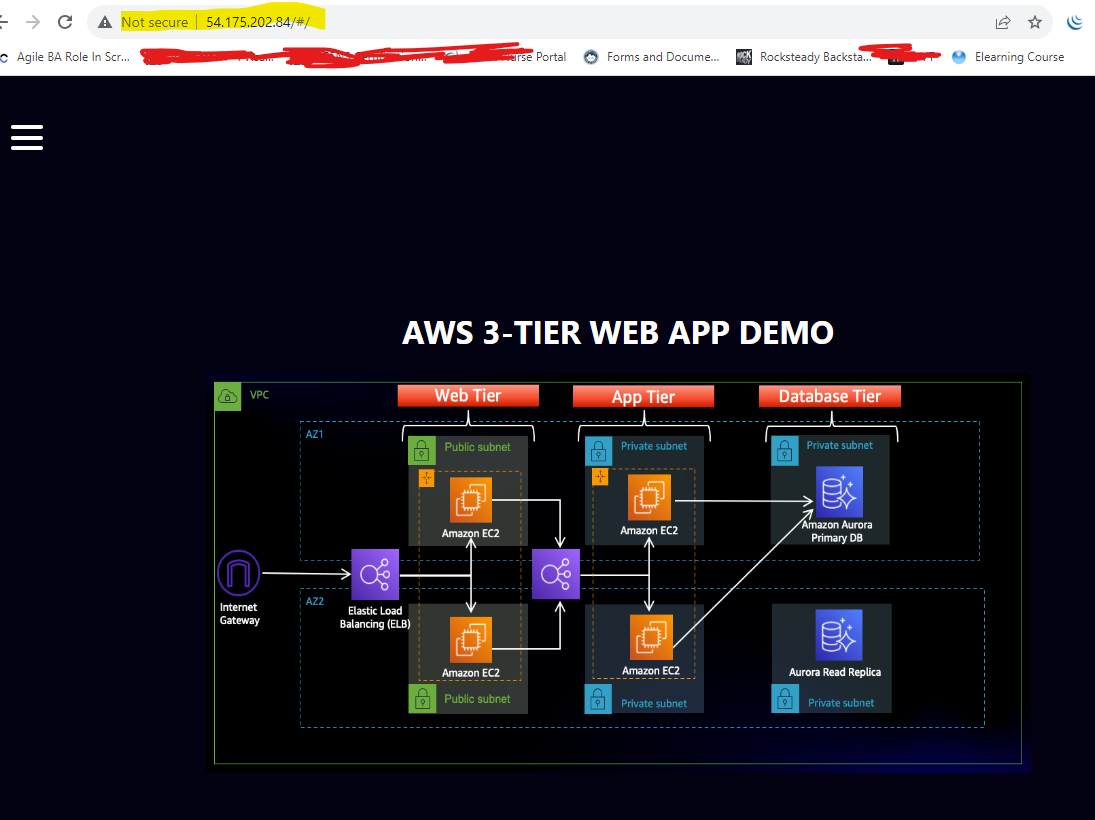 Not secure | 54.175.202.84/#/
Agile BA Role In Scr...
Portal
Forms and Docume...
Rocksteady Backsta...
Elearning Course
AWS 3-TIER WEB APP DEMO
VPC
Web Tier
App Tier
Database Tier
AZ1
Public subnet
Private subnet
Private subnet
Amazon EC2
Amazon EC2
Amazon Aurora
Primary DB
Internet
Gateway
Elastic Load
Balancing (ELB)
AZ2
Amazon EC2
Amazon EC2
Aurora Read Replica
Public subnet
Private subnet
Private subnet